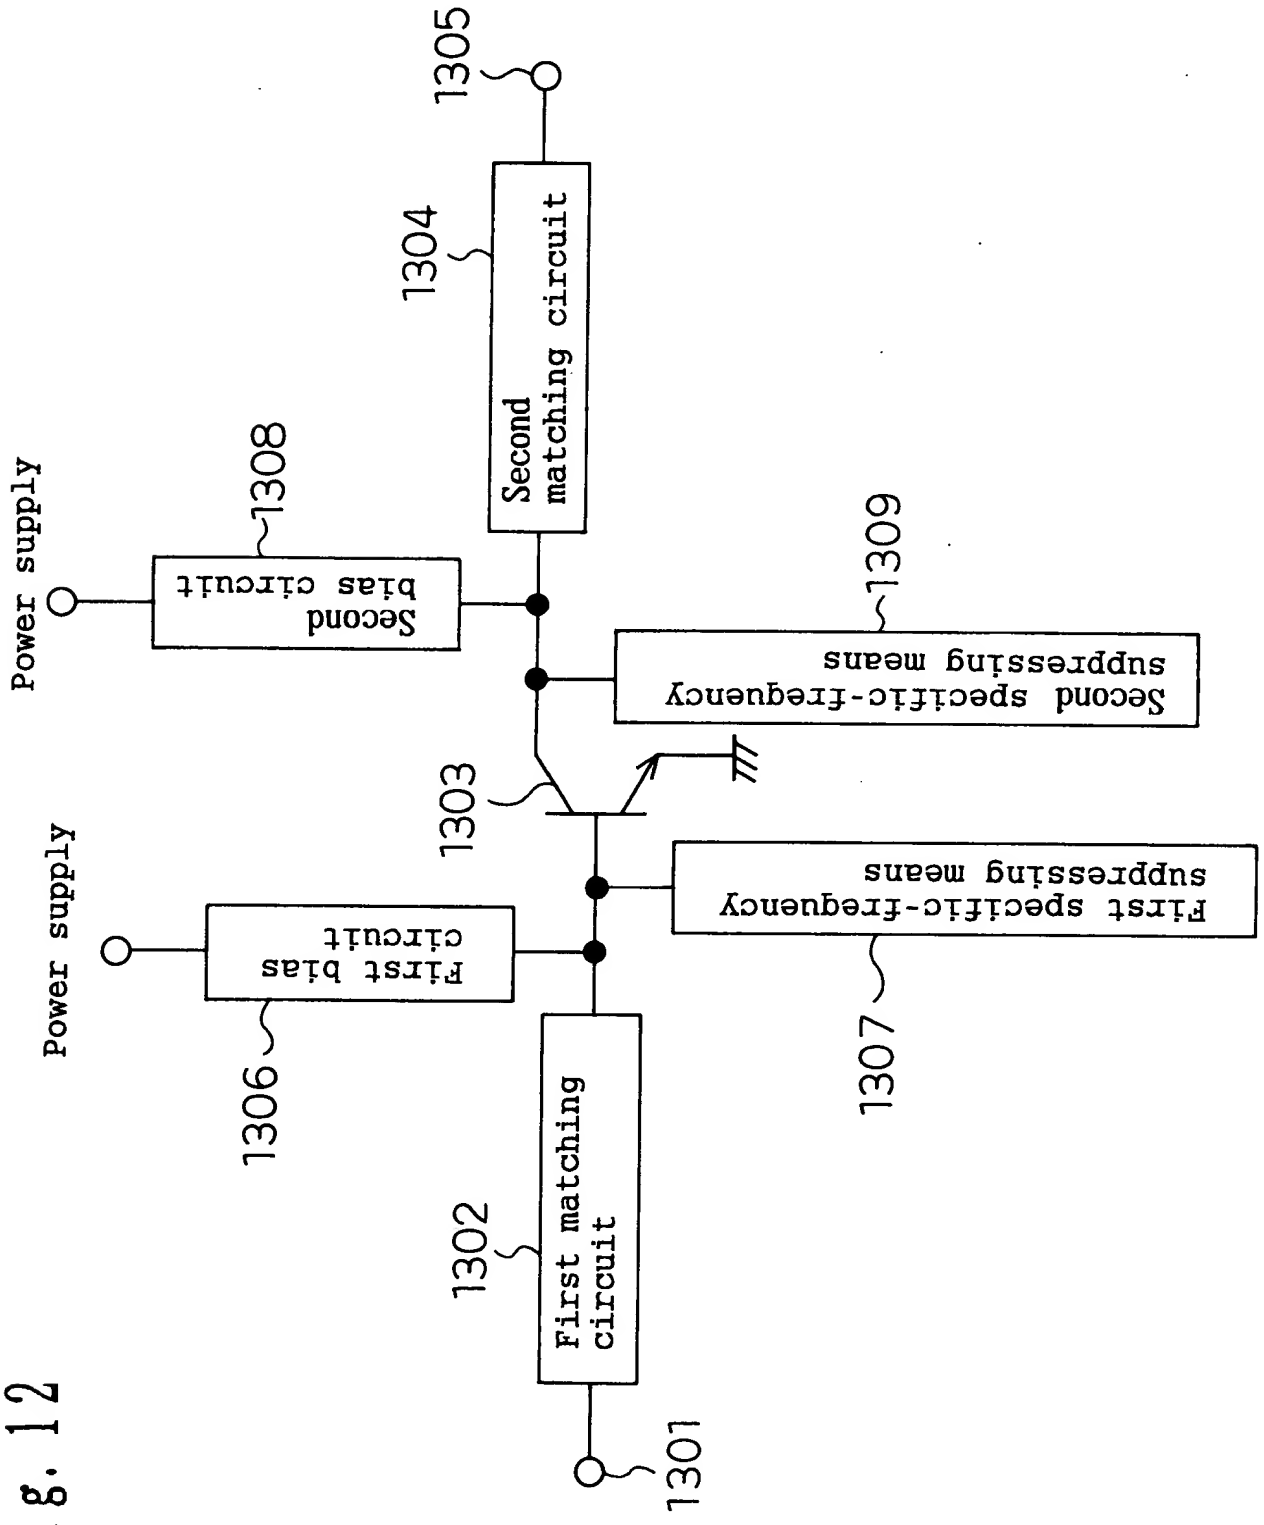 g. 12
Power supply
Power supply
1306
First bias
circuit
1308
Second
bias circuit
1302
First matching
circuit
1303
1304
Second
matching circuit
1305
1301
1307
First specific-frequency
suppressing means
1309
Second specific-frequency
suppressing means